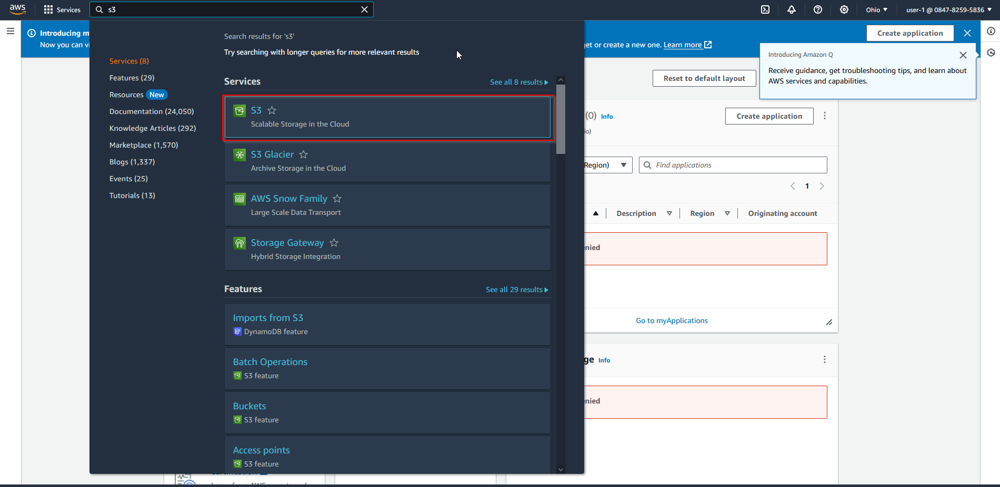 aws
Services
s3
Ohio
user-1 @ 0847-8259-5836
Introducing m
Now you can vi
get or create a new one. Learn more
Create application
Introducing Amazon Q
Receive guidance, get troubleshooting tips, and learn about
AWS services and capabilities.
Search results for 's3'
Try searching with longer queries for more relevant results
Services (8)
Features (29)
Resources New
Documentation (24,050)
Knowledge Articles (292)
Marketplace (1,570)
Blogs (1,337)
Events (25)
Tutorials (13)
Services
See all 8 results
S3
Scalable Storage in the Cloud
S3 Glacier
Archive Storage in the Cloud
AWS Snow Family
Large Scale Data Transport
Storage Gateway
Hybrid Storage Integration
Features
See all 29 results
Imports from S3
DynamoDB feature
Batch Operations
S3 feature
Buckets
S3 feature
Access points
S3 feature
Reset to default layout
(0) Info
io)
Create application
Region)
Find applications
1
Description
Region
Originating account
enied
Go to myApplications
ge Info
enied